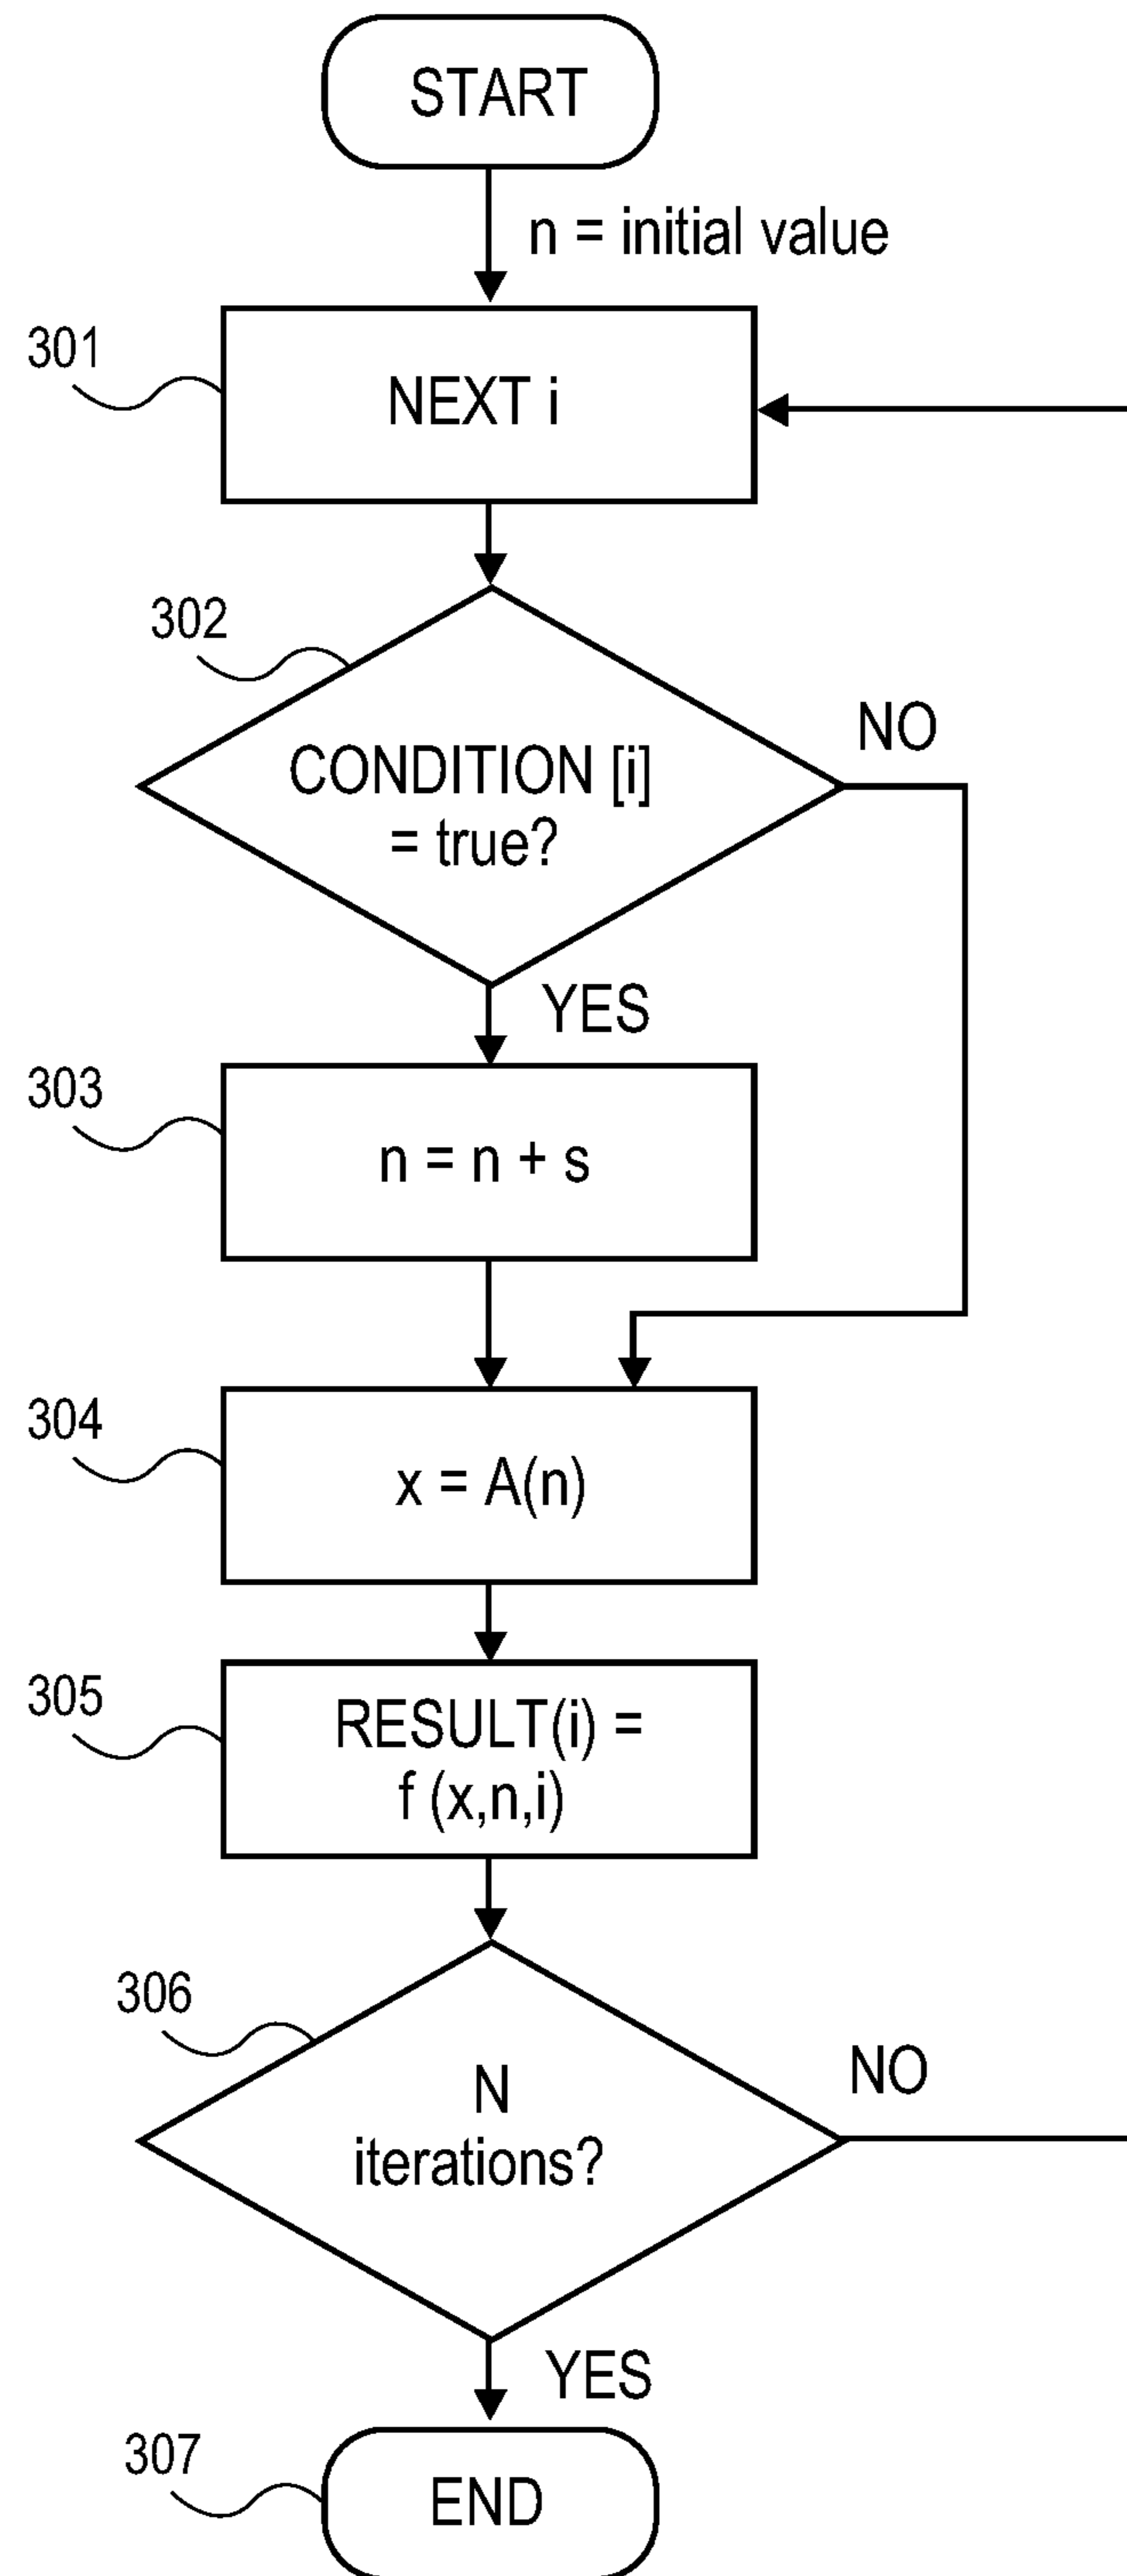 START
n = initial value
301
NEXT i
302
NO
CONDITION [i]
= true?
YES
303
n = n + s
304
x = A(n)
305
RESULT(i) =
f (x,n,i)
306
NO
N
iterations?
YES
307
END